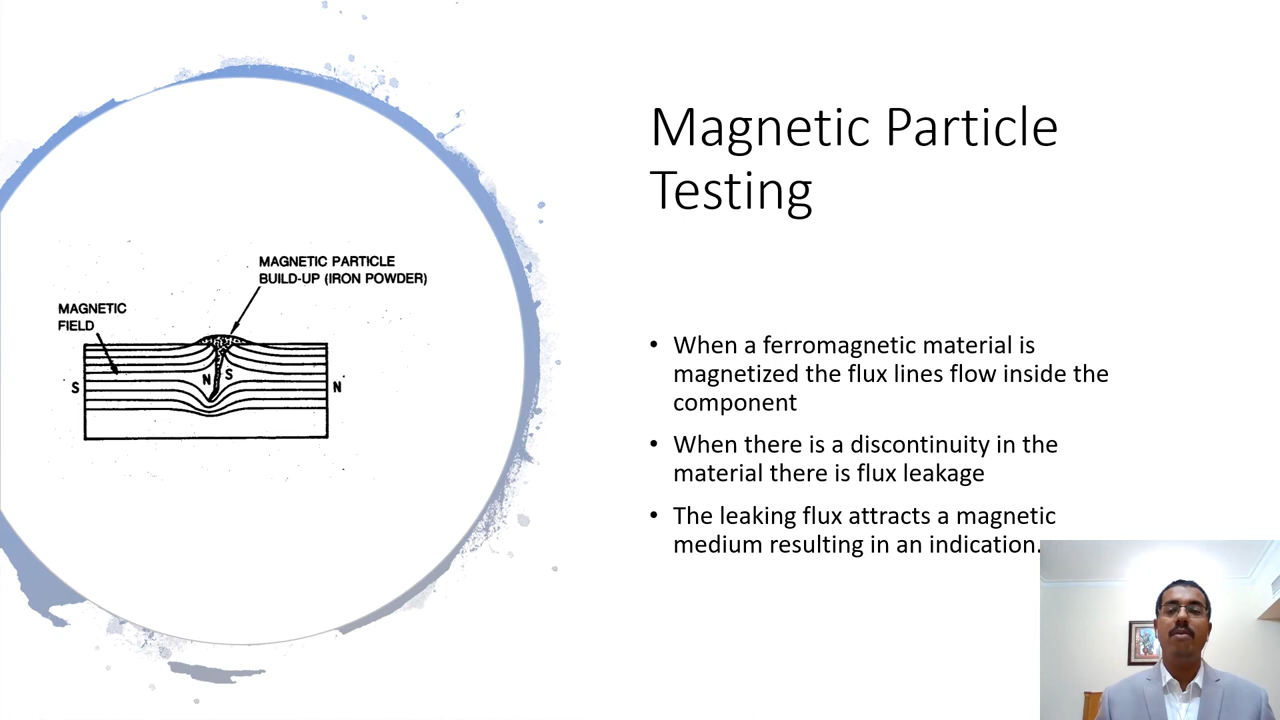 Magnetic Particle
Testing
MAGNETIC PARTICLE
BUILD-UP (IRON POWDER)
MAGNETIC
FIELD
S
N
S
N
• When a ferromagnetic material is
magnetized the flux lines flow inside the
component
• When there is a discontinuity in the
material there is flux leakage
• The leaking flux attracts a magnetic
medium resulting in an indication.